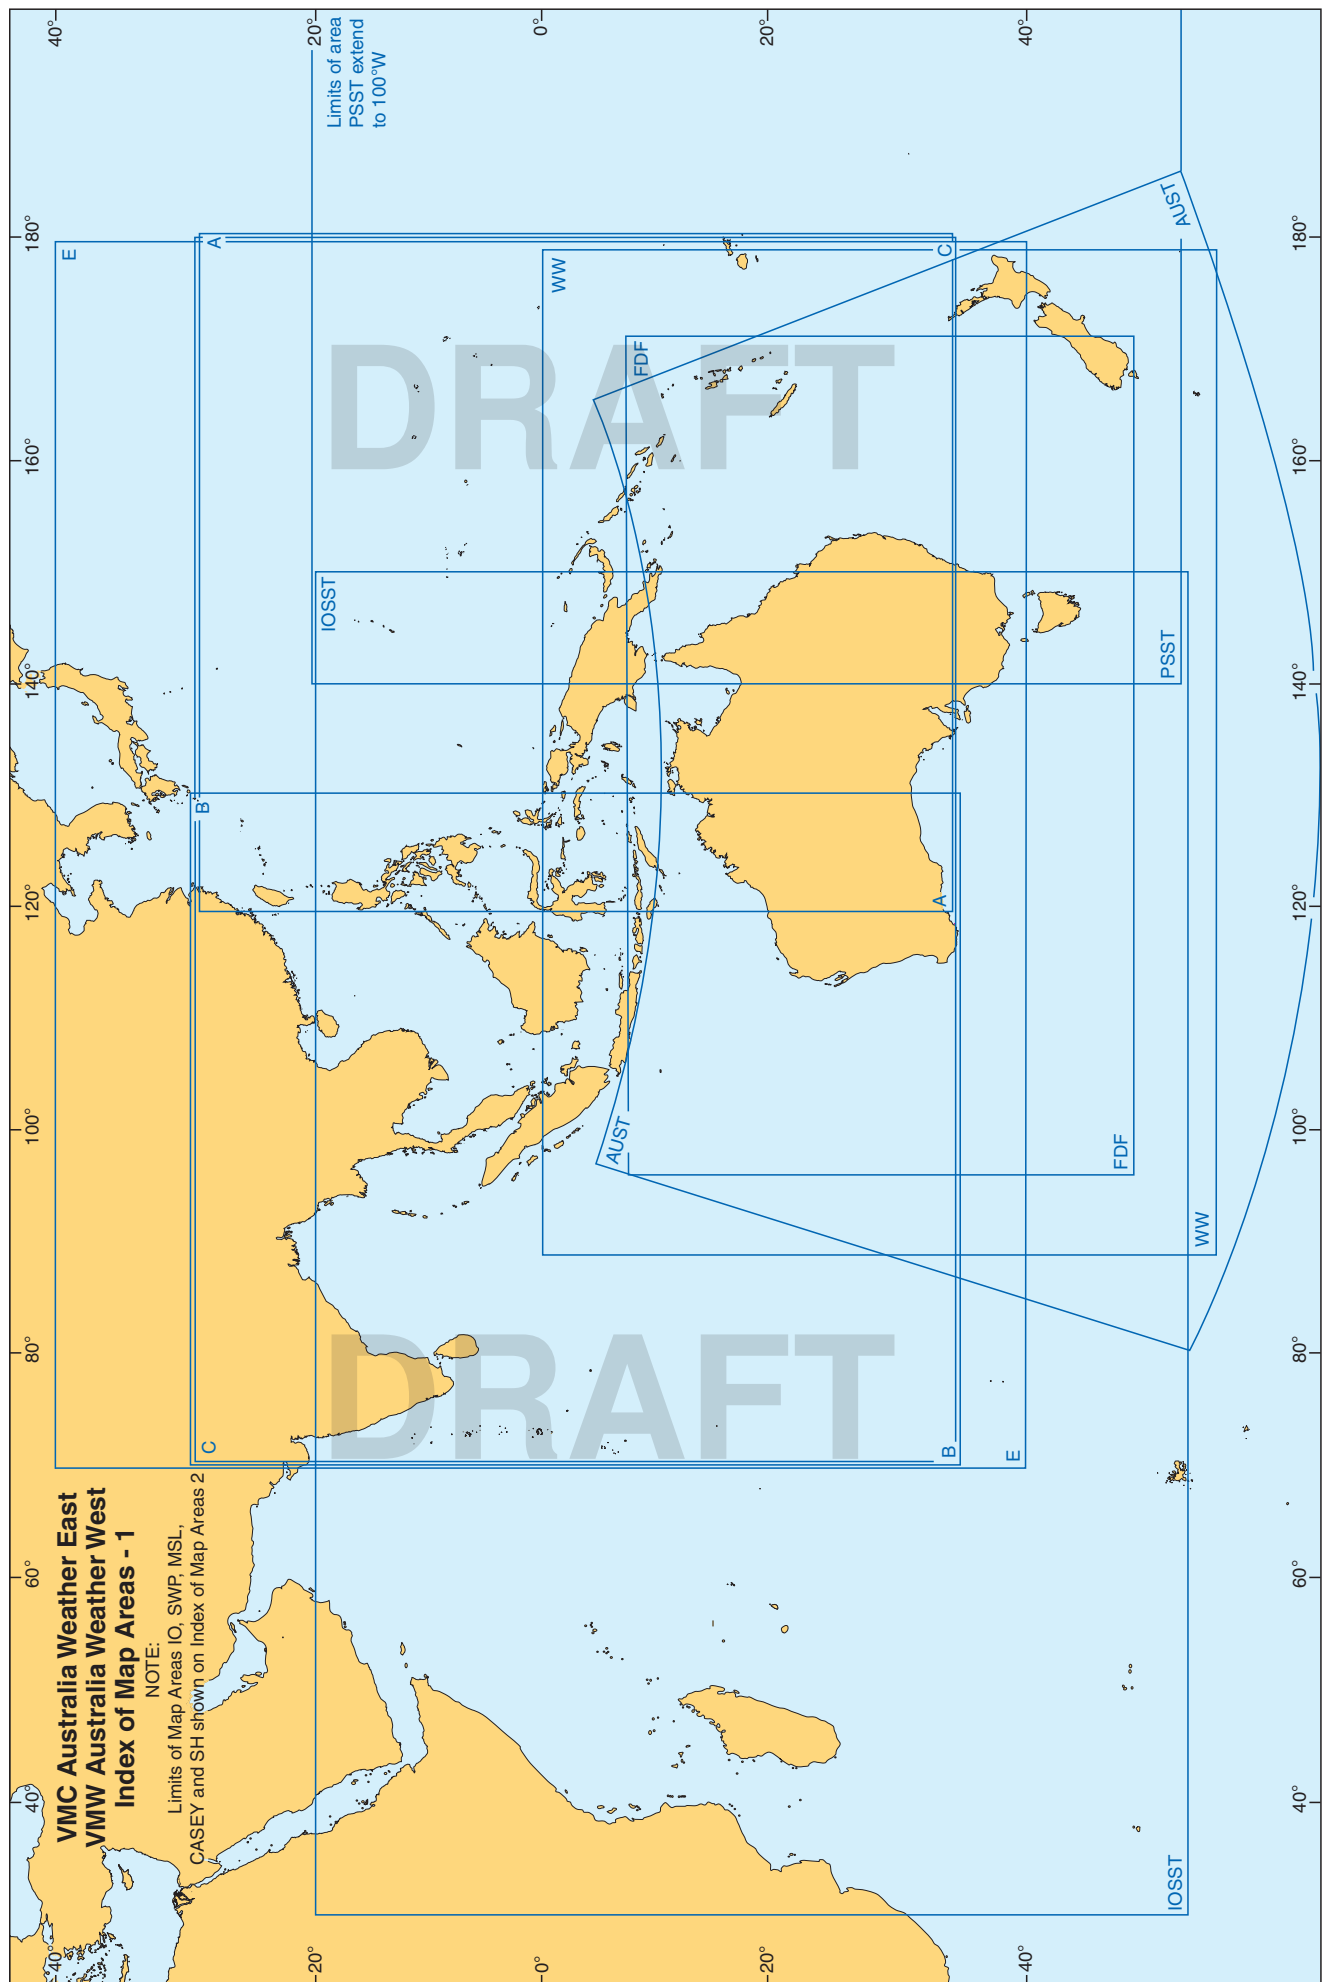 VMC Australia Weather East
VMW Australia Weather West
Index of Map Areas - 1
NOTE:
Limits of Map Areas IO, SWP, MSL,
CASEY and SH shown on Index of Map Areas 2
40°
60°
80°
100°
120°
140°
160°
180°
40°
20°
0°
20°
40°
40°
20°
0°
20°
40°
40°
60°
80°
100°
120°
140°
160°
180°
E
A
C
B
IOSST
WW
FDF
AUST
Limits of area
PSST extend
to 100°W
DRAFT
DRAFT
C
A
B
E
FDF
WW
PSST
AUST
IOSST